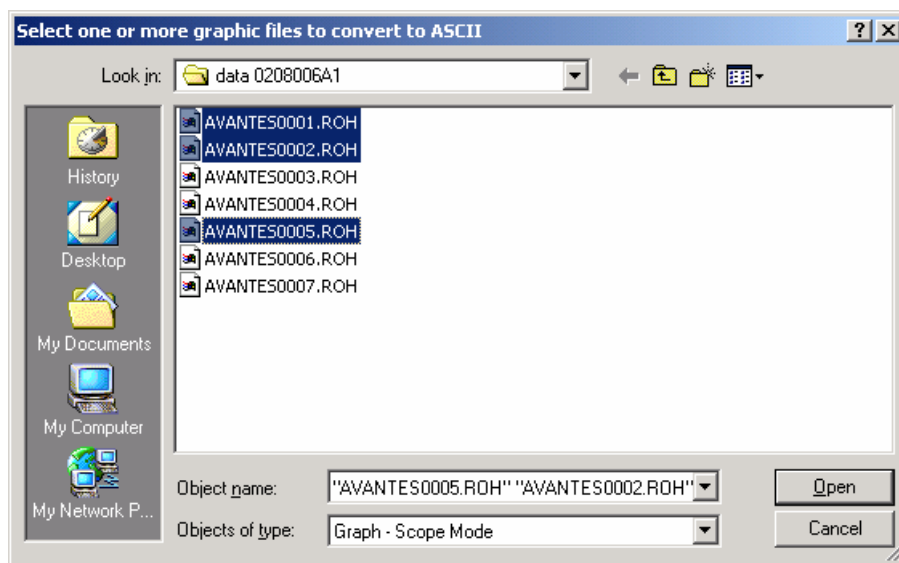 Select one or more graphic files to convert to ASCII
Look in: data 0208006A1
History
Desktop
My Documents
My Computer
My Network P...
AVANTES0001.ROH
AVANTES0002.ROH
AVANTES0003.ROH
AVANTES0004.ROH
AVANTES0005.ROH
AVANTES0006.ROH
AVANTES0007.ROH
Object name: "AVANTES0005.ROH" "AVANTES0002.ROH" Open
Objects of type: Graph - Scope Mode Cancel